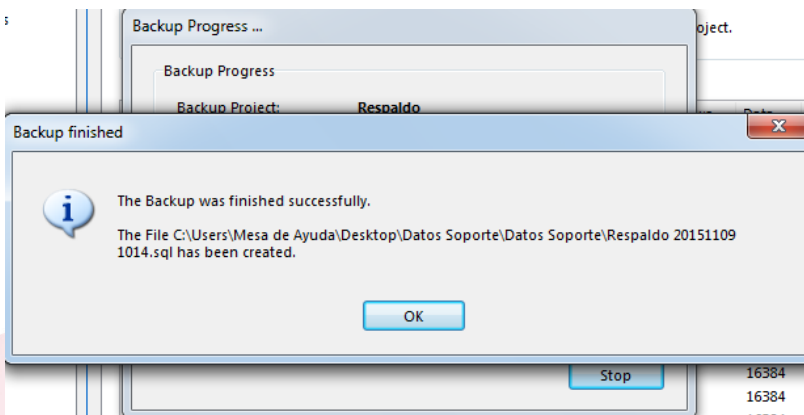 s
Backup Progress ...
oject.
Backup Progress
Backup Project: Respaldo
Backup finished
The Backup was finished successfully.
The File C:\Users\Mesa de Ayuda\Desktop\Datos Soporte\Datos Soporte\Respaldo 20151109
1014.sql has been created.
OK
Stop
16384
16384